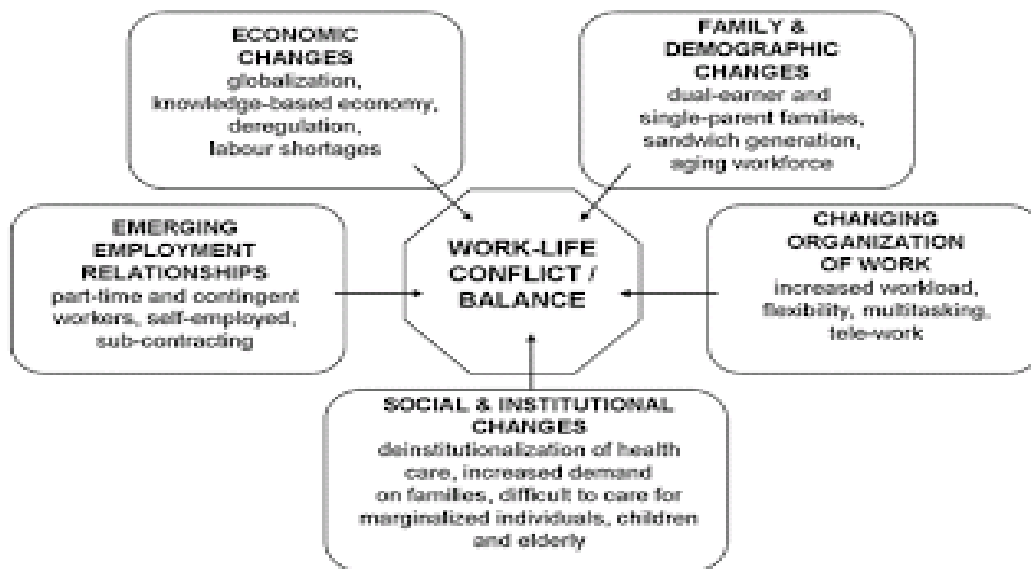 ECONOMIC
CHANGES
globalization,
knowledge-based economy,
deregulation,
labour shortages
FAMILY &
DEMOGRAPHIC
CHANGES
dual-earner and
single-parent families,
sandwich generation,
aging workforce
EMERGING
EMPLOYMENT
RELATIONSHIPS
part-time and contingent
workers, self-employed,
sub-contracting
WORK-LIFE
CONFLICT /
BALANCE
CHANGING
ORGANIZATION
OF WORK
increased workload,
flexibility, multitasking,
tele-work
SOCIAL & INSTITUTIONAL
CHANGES
deinstitutionalization of health
care, increased demand
on families, difficult to care for
marginalized individuals, children
and elderly